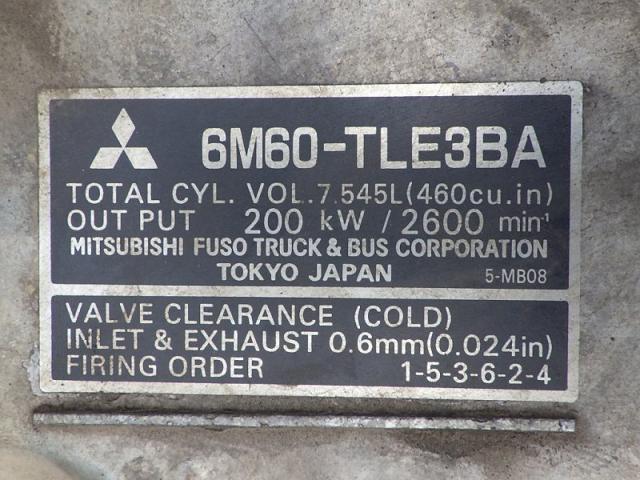 6M60-TLE3BA
TOTAL CYL. VOL. 7.545L(460cu.in)
OUT PUT 200 kW / 2600 min⁻¹
MITSUBISHI FUSO TRUCK & BUS CORPORATION
TOKYO JAPAN 5-MB08
VALVE CLEARANCE (COLD)
INLET & EXHAUST 0.6mm(0.024in)
FIRING ORDER 1-5-3-6-2-4